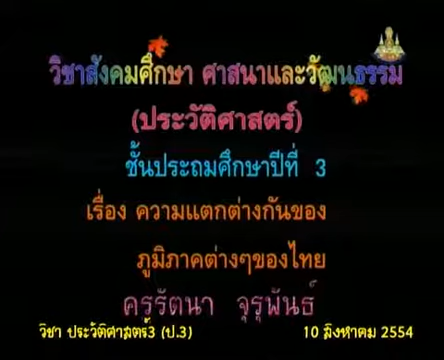 วิชาสังคมศึกษา ศาสนาและวัฒนธรรม
(ประวัติศาสตร์)
ชั้นประถมศึกษาปีที่ 3
เรื่อง ความแตกต่างกันของ
ภูมิภาคต่างๆของไทย
ครูรัตนา จุรุพันธ์
วิชา ประวัติศาสตร์3 (ป.3)
10 สิงหาคม 2554